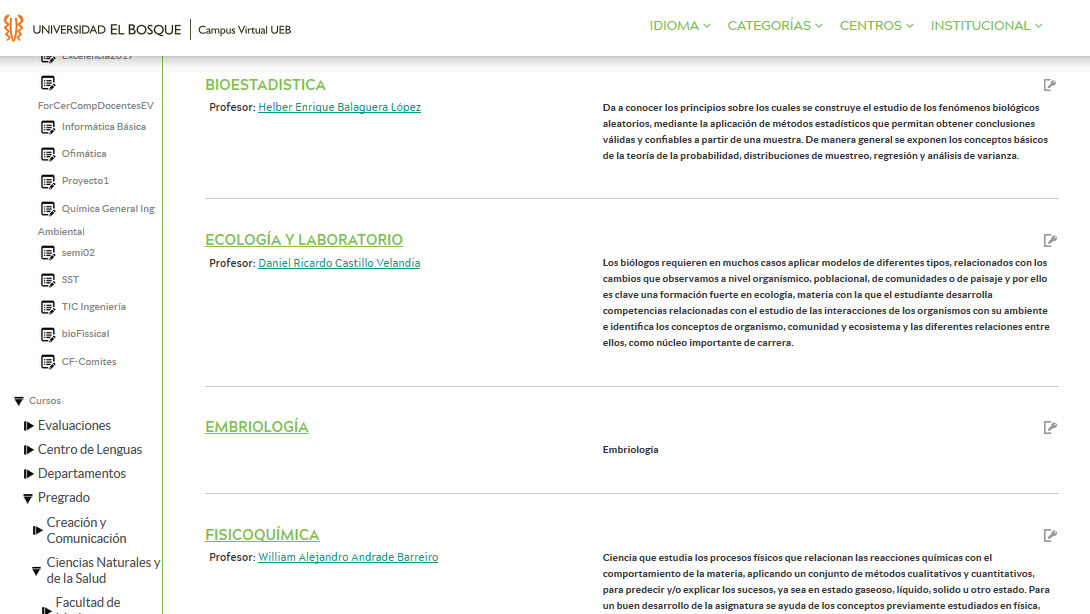 UNIVERSIDAD EL BOSQUE
Campus Virtual UEB
IDIOMA
CATEGORÍAS
CENTROS
INSTITUCIONAL
Excelencia2017
ForCerCompDocentesEV
Informática Básica
Ofimática
Proyecto1
Química General Ing
Ambiental
semi02
SST
TIC Ingeniería
bioFissical
CF-Comites
Cursos
Evaluaciones
Centro de Lenguas
Departamentos
Pregrado
Creación y
Comunicación
Ciencias Naturales y
de la Salud
Facultad de
BIOESTADISTICA
Profesor: Helber Enrique Balaguera López
Da a conocer los principios sobre los cuales se construye el estudio de los fenómenos biológicos
aleatorios, mediante la aplicación de métodos estadísticos que permitan obtener conclusiones
válidas y confiables a partir de una muestra. De manera general se exponen los conceptos básicos
de la teoría de la probabilidad, distribuciones de muestreo, regresión y análisis de varianza.
ECOLOGÍA Y LABORATORIO
Profesor: Daniel Ricardo Castillo Velandia
Los biólogos requieren en muchos casos aplicar modelos de diferentes tipos, relacionados con los
cambios que observamos a nivel organísmico, poblacional, de comunidades o de paisaje y por ello
es clave una formación fuerte en ecología, materia con la que el estudiante desarrolla
competencias relacionadas con el estudio de las interacciones de los organismos con su ambiente
e identifica los conceptos de organismo, comunidad y ecosistema y las diferentes relaciones entre
ellos, como núcleo importante de carrera.
EMBRIOLOGÍA
Embriología
FISICOQUÍMICA
Profesor: William Alejandro Andrade Barreiro
Ciencia que estudia los procesos físicos que relacionan las reacciones químicas con el
comportamiento de la materia, aplicando un conjunto de métodos cualitativos y cuantitativos,
para predecir y/o explicar los sucesos, ya sea en estado gaseoso, líquido, solido u otro estado. Para
un buen desarrollo de la asignatura se ayuda de los conceptos previamente estudiados en física,